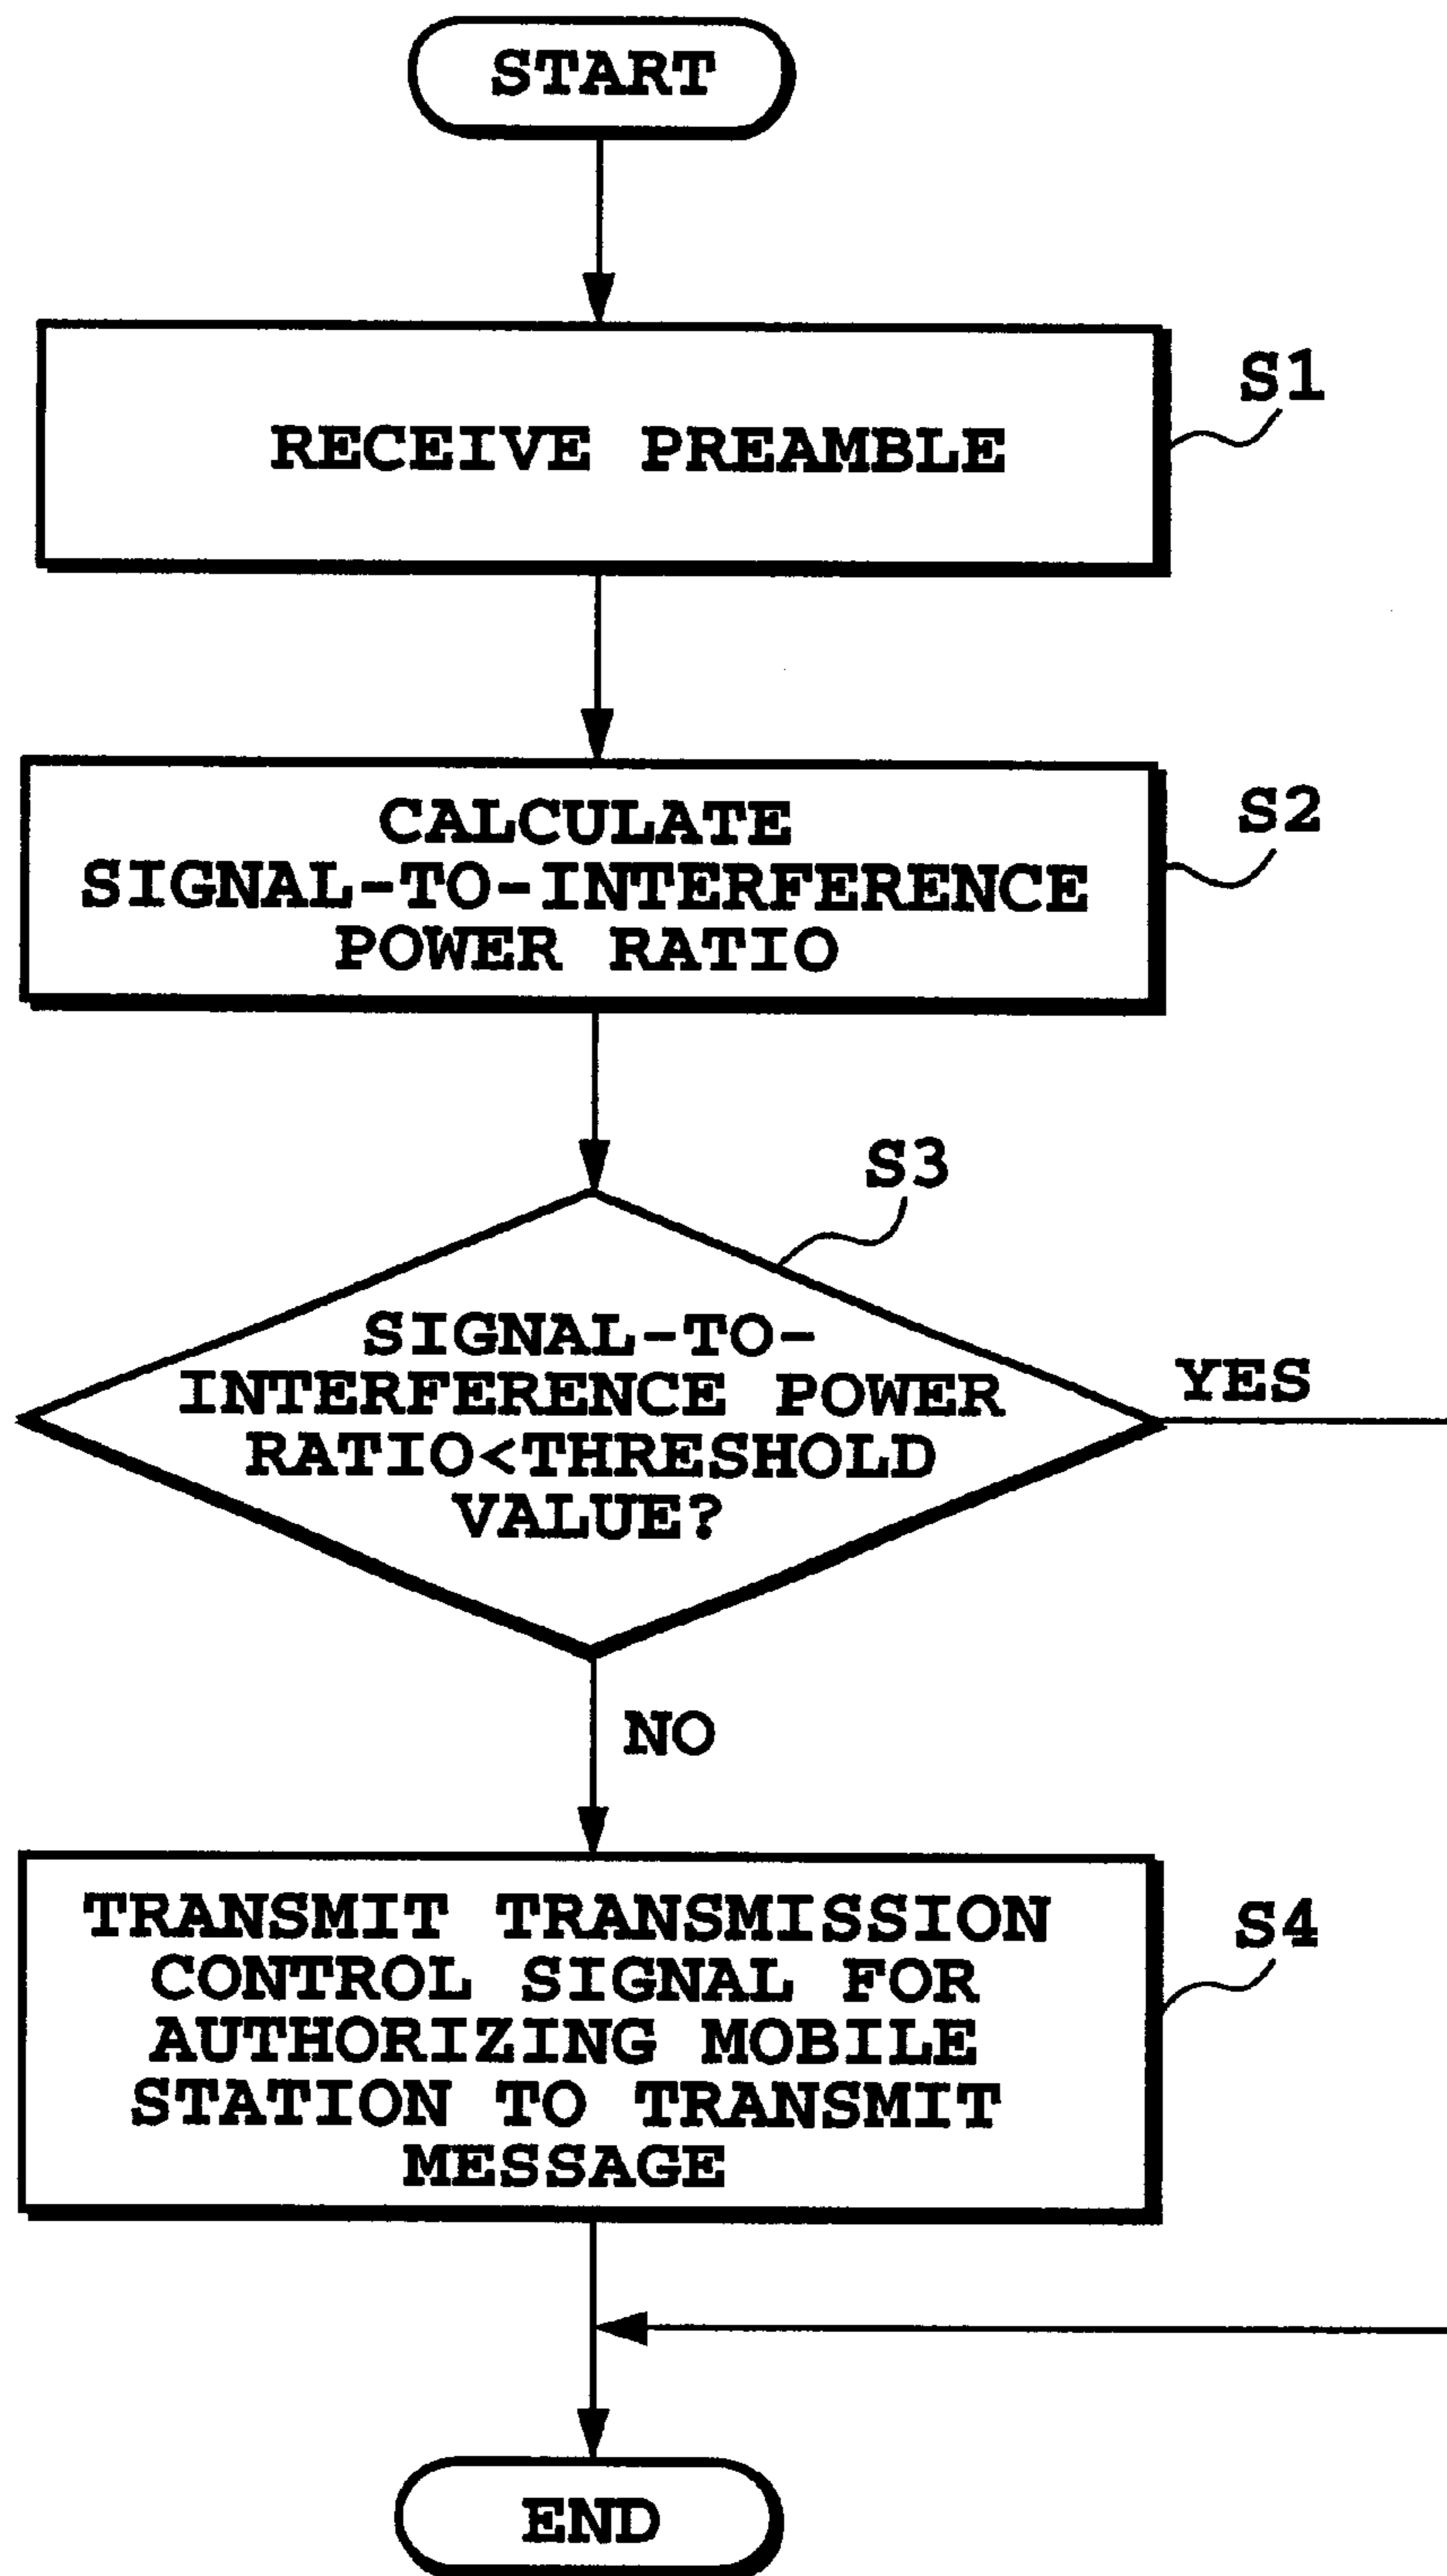 START
RECEIVE PREAMBLE
S1
CALCULATE
SIGNAL-TO-INTERFERENCE
POWER RATIO
S2
S3
SIGNAL-TO-
INTERFERENCE POWER
RATIO<THRESHOLD
VALUE?
YES
NO
TRANSMIT TRANSMISSION
CONTROL SIGNAL FOR
AUTHORIZING MOBILE
STATION TO TRANSMIT
MESSAGE
S4
END